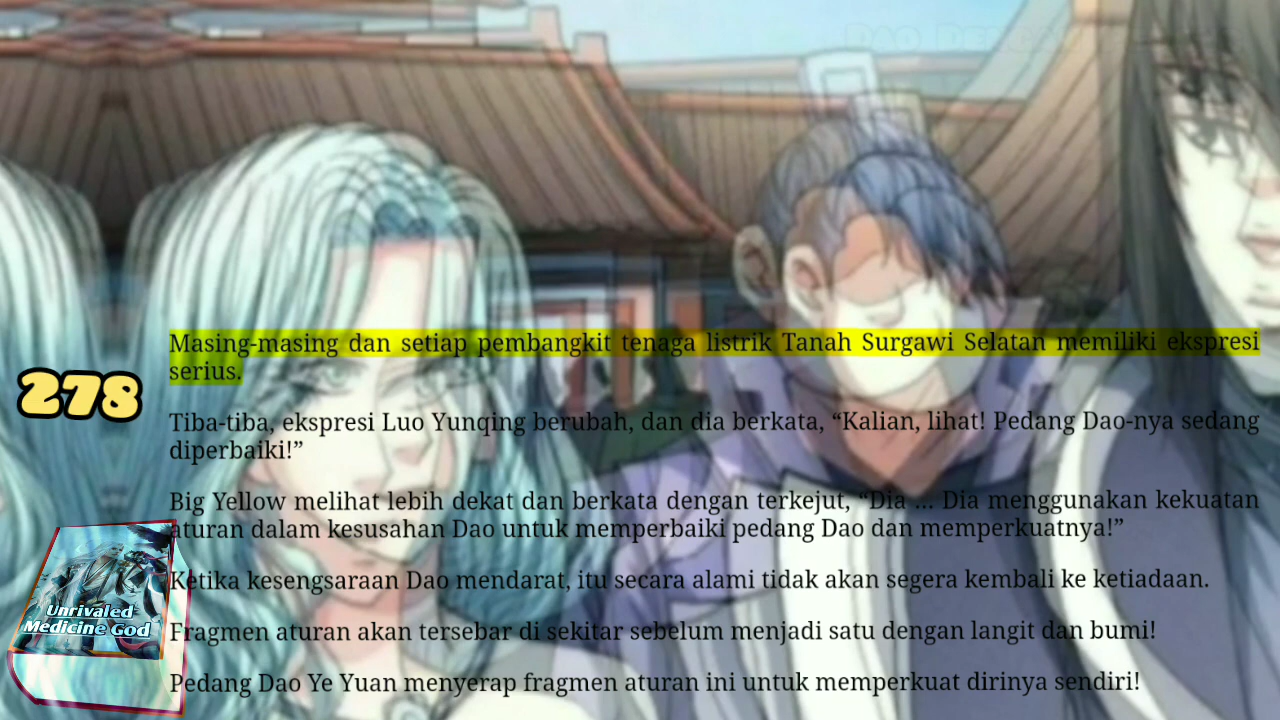 Masing-masing dan setiap pembangkit tenaga listrik Tanah Surgawi Selatan memiliki ekspresi
serius.
278
Tiba-tiba, ekspresi Luo Yunqing berubah, dan dia berkata, “Kalian, lihat! Pedang Dao-nya sedang
diperbaiki!”
Big Yellow melihat lebih dekat dan berkata dengan terkejut, “Dia ... Dia menggunakan kekuatan
aturan dalam kesusahan Dao untuk memperbaiki pedang Dao dan memperkuatnya!”
Ketika kesengsaraan Dao mendarat, itu secara alami tidak akan segera kembali ke ketiadaan.
Unrivaled
Medicine God
Fragmen aturan akan tersebar di sekitar sebelum menjadi satu dengan langit dan bumi!
Pedang Dao Ye Yuan menyerap fragmen aturan ini untuk memperkuat dirinya sendiri!